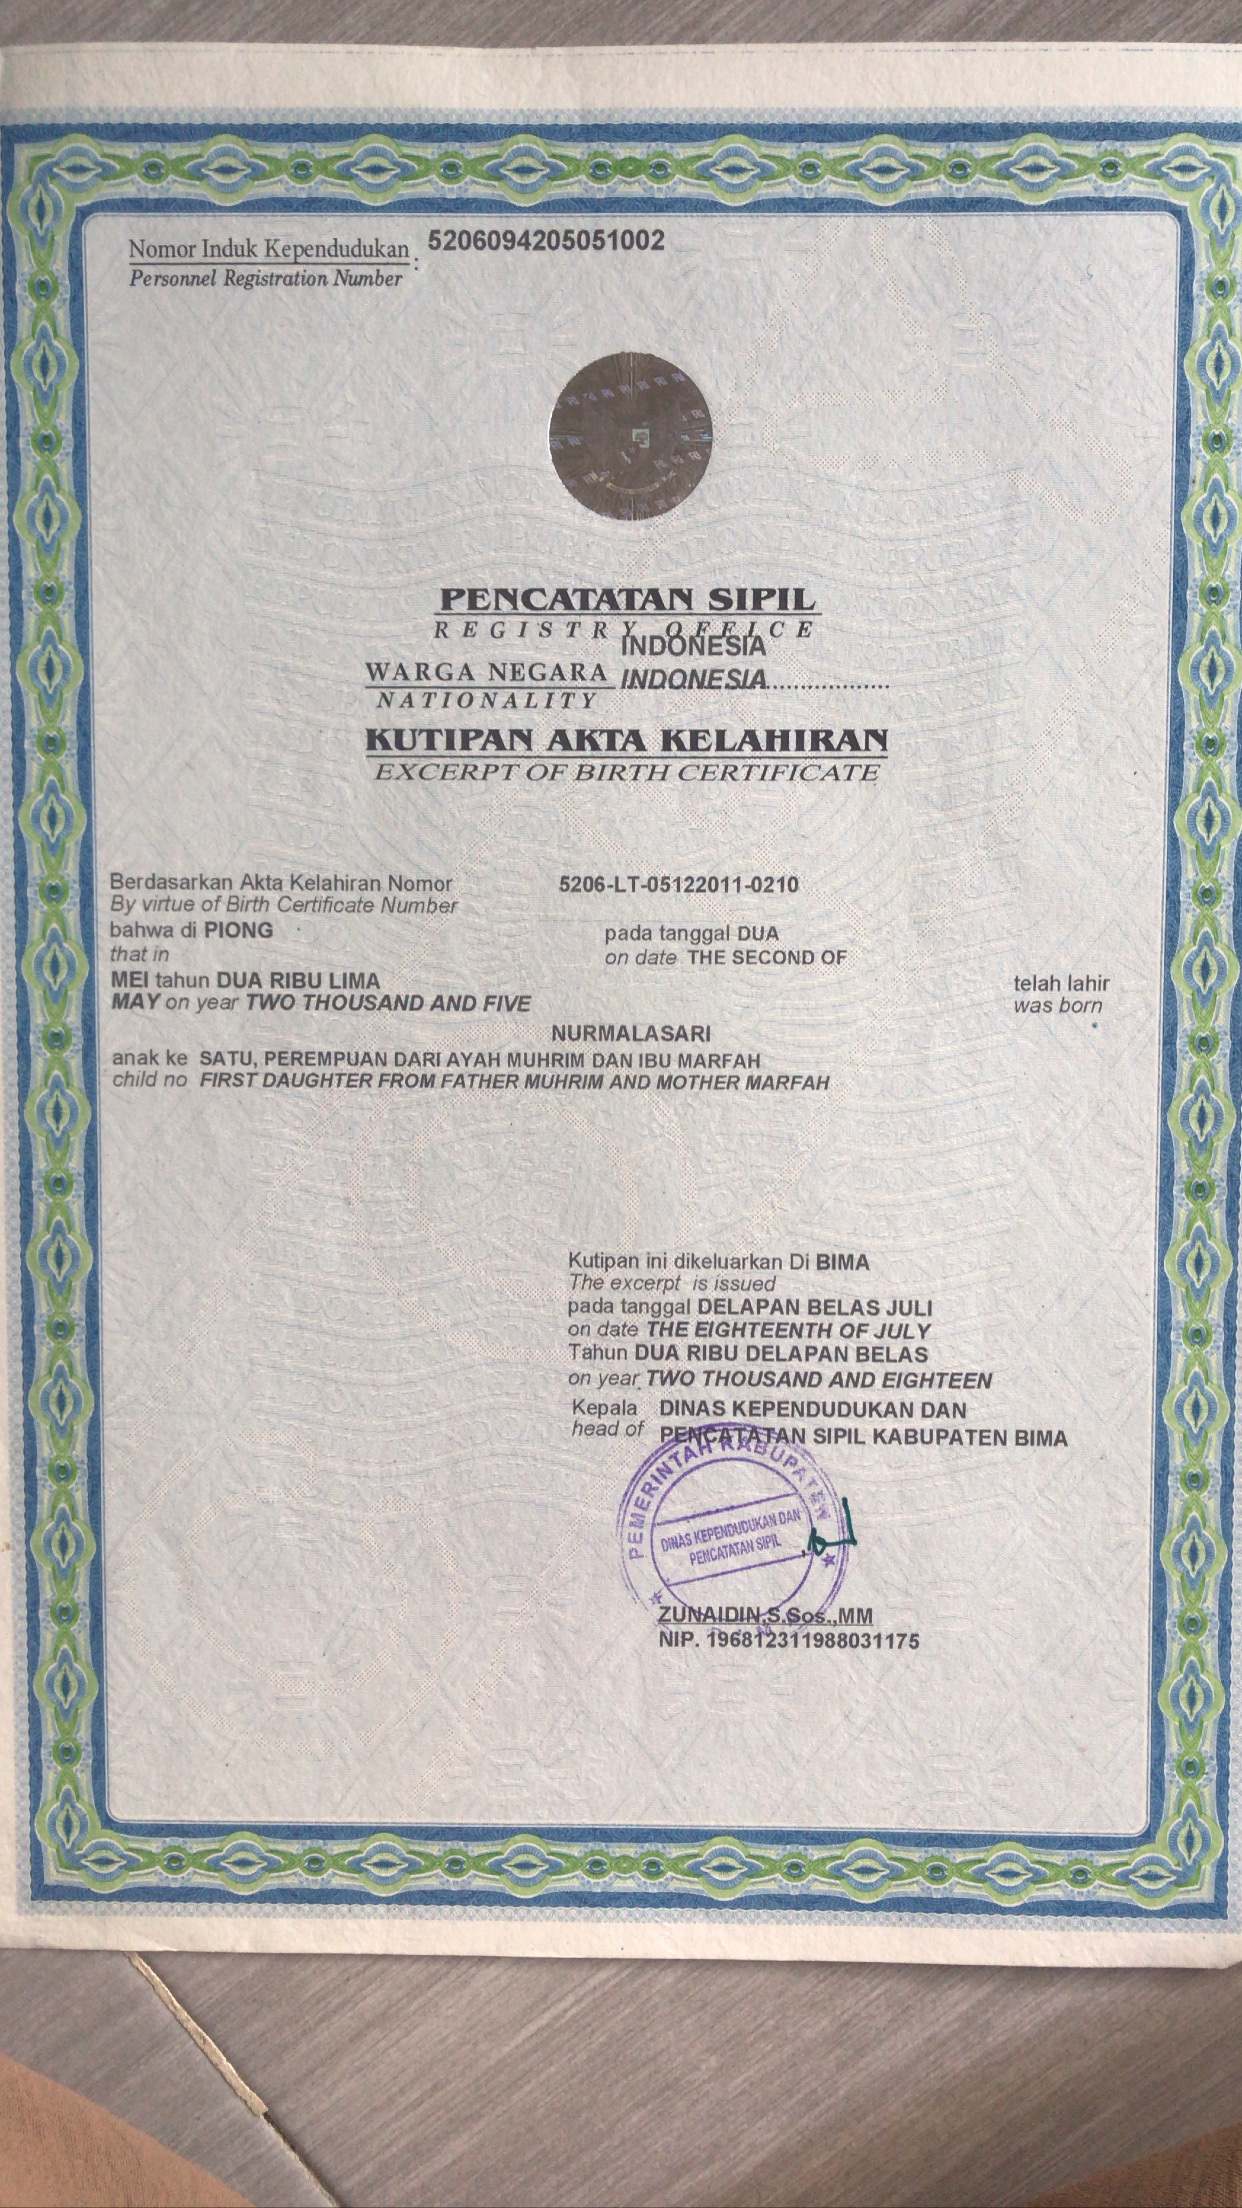 Nomor Induk Kependudukan : 5206094205051002
Personnel Registration Number
PENCATATAN SIPIL
REGISTRY OFFICE
INDONESIA
WARGA NEGARA INDONESIA..................
NATIONALITY
KUTIPAN AKTA KELAHIRAN
EXCERPT OF BIRTH CERTIFICATE
Berdasarkan Akta Kelahiran Nomor 5206-LT-05122011-0210
By virtue of Birth Certificate Number
bahwa di PIONG pada tanggal DUA
that in on date THE SECOND OF
MEI tahun DUA RIBU LIMA telah lahir
MAY on year TWO THOUSAND AND FIVE was born
NURMALASARI
anak ke SATU, PEREMPUAN DARI AYAH MUHRIM DAN IBU MARFAH
child no FIRST DAUGHTER FROM FATHER MUHRIM AND MOTHER MARFAH
Kutipan ini dikeluarkan Di BIMA
The excerpt is issued
pada tanggal DELAPAN BELAS JULI
on date THE EIGHTEENTH OF JULY
Tahun DUA RIBU DELAPAN BELAS
on year TWO THOUSAND AND EIGHTEEN
Kepala DINAS KEPENDUDUKAN DAN
head of PENCATATAN SIPIL KABUPATEN BIMA
PEMERINTAH KABUPATEN
DINAS KEPENDUDUKAN DAN
PENCATATAN SIPIL
ZUNAIDIN,S.Sos.,MM
NIP. 196812311988031175